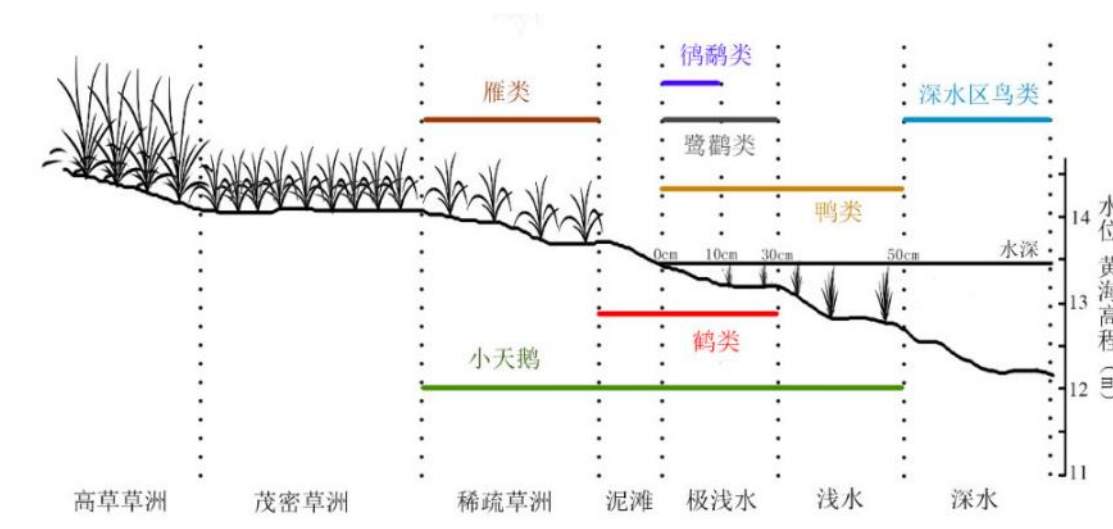 鸻鹬类
雁类
深水区鸟类
鹭鹳类
鸭类
0cm
10cm
30cm
50cm
水深
14
13
12
11
水位 黄海高程(m)
鹤类
小天鹅
高草草洲
茂密草洲
稀疏草洲
泥滩
极浅水
浅水
深水